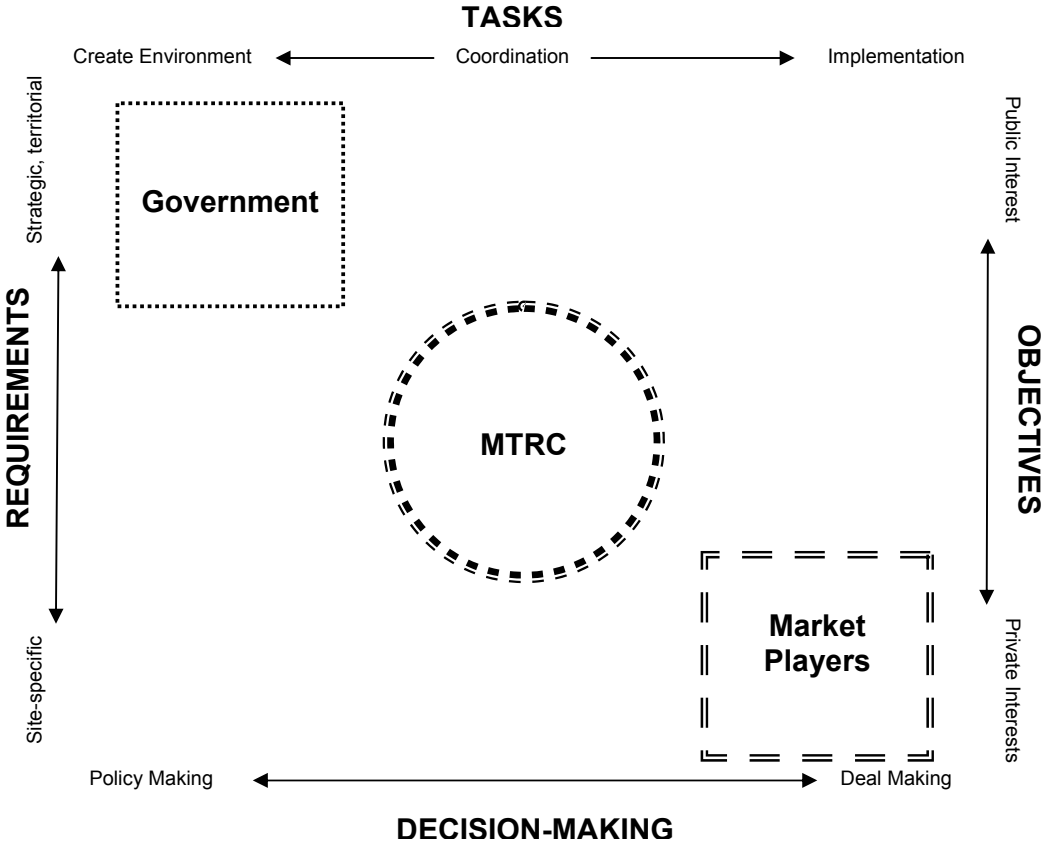 TASKS
Create Environment
Coordination
Implementation
Strategic, territorial
Public Interest
Government
REQUIREMENTS
MTRC
OBJECTIVES
Market
Players
Site-specific
Private Interests
Policy Making
Deal Making
DECISION-MAKING